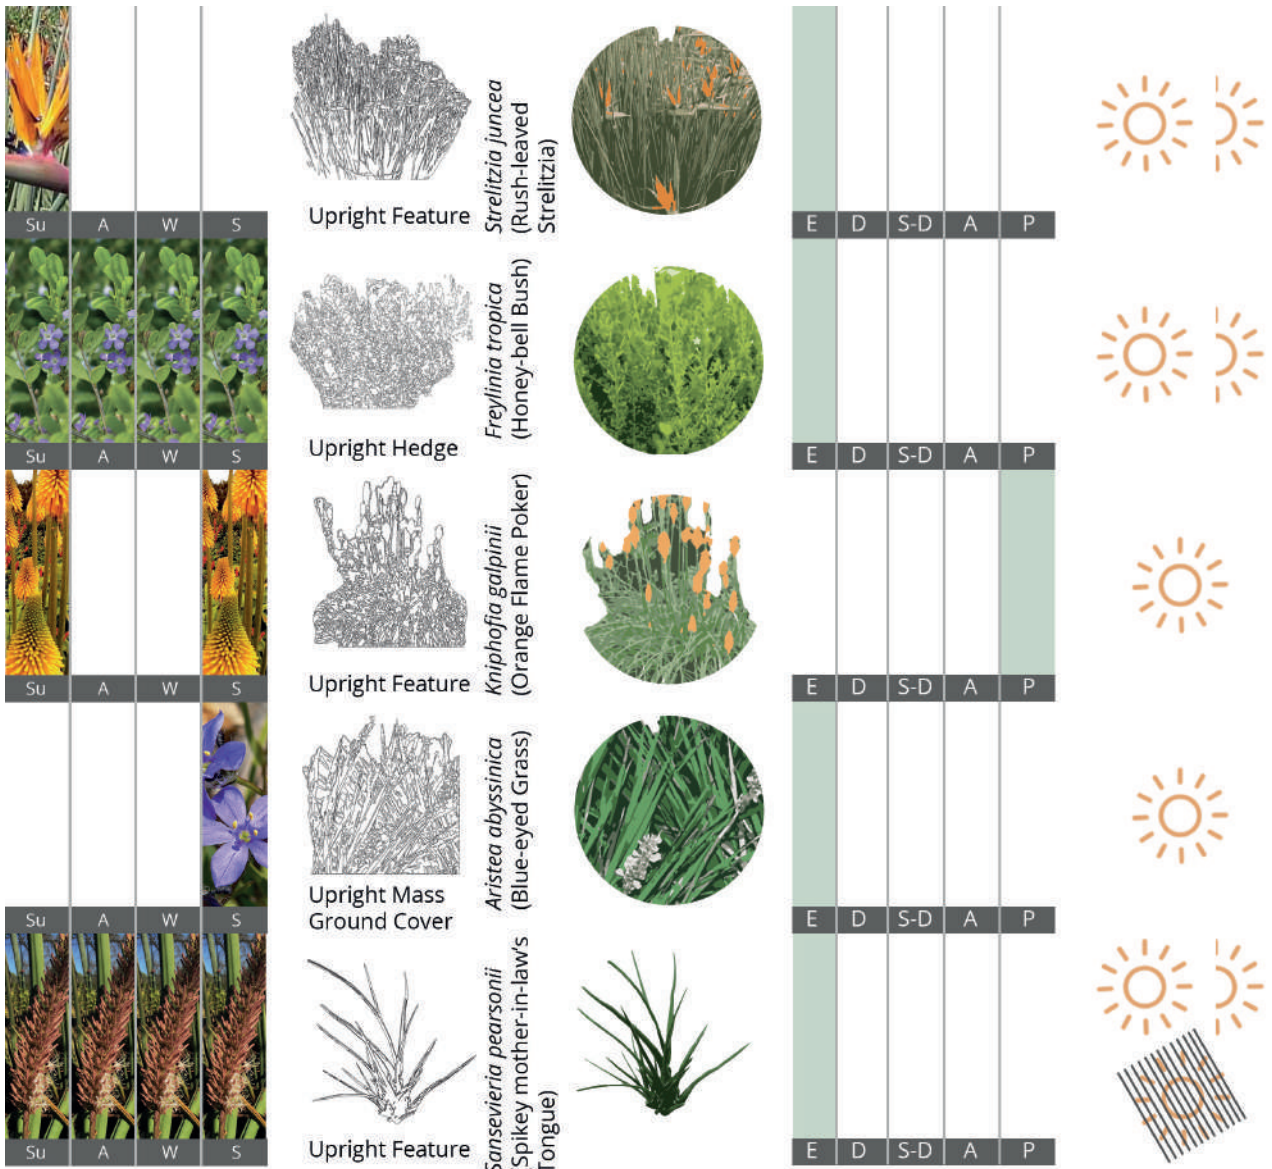 Strelitzia juncea
(Rush-leaved
Strelitzia)
Upright Feature
Su A W S
E D S-D A P
Freylinia tropica
(Honey-bell Bush)
Upright Hedge
Su A W S
E D S-D A P
Kniphofia galpinii
(Orange Flame Poker)
Upright Feature
Su A W S
E D S-D A P
Aristea abyssinica
(Blue-eyed Grass)
Upright Mass
Ground Cover
Su A W S
E D S-D A P
Sansevieria pearsonii
(Spikey mother-in-law's
Tongue)
Upright Feature
Su A W S
E D S-D A P